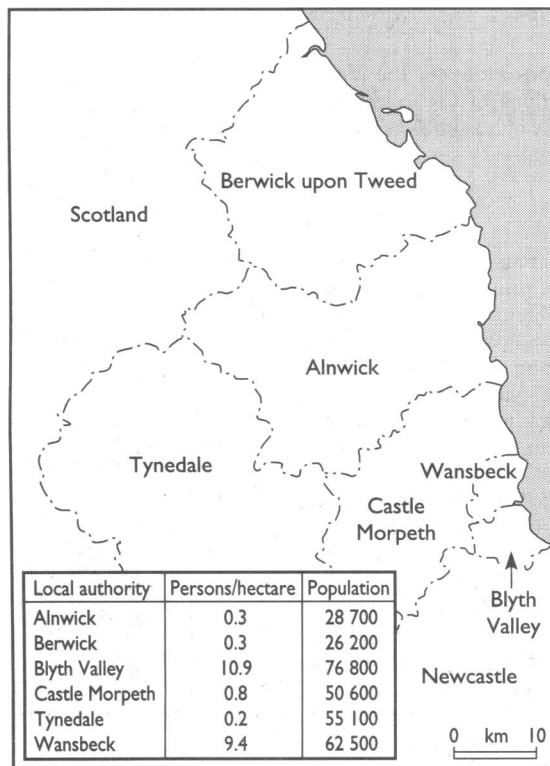 Berwick upon Tweed
Scotland
Alnwick
Tynedale
Wansbeck
Castle
Morpeth
Blyth
Valley
Newcastle
0 km 10
Local authority Persons/hectare Population
Alnwick 0.3 28 700
Berwick 0.3 26 200
Blyth Valley 10.9 76 800
Castle Morpeth 0.8 50 600
Tynedale 0.2 55 100
Wansbeck 9.4 62 500